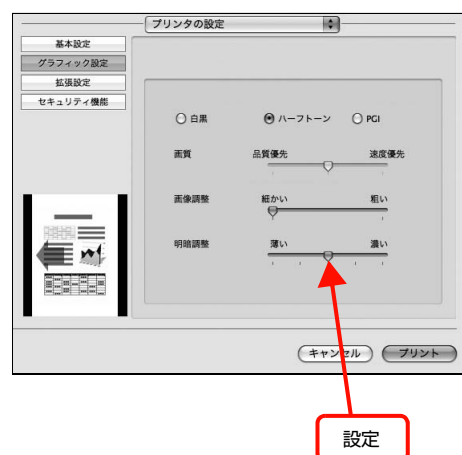 プリンタの設定
基本設定
グラフィック設定
拡張設定
セキュリティ機能
白黒 ハーフトーン PGI
画質 品質優先 速度優先
画像調整 細かい 粗い
明暗調整 薄い 濃い
キャンセル プリント
設定